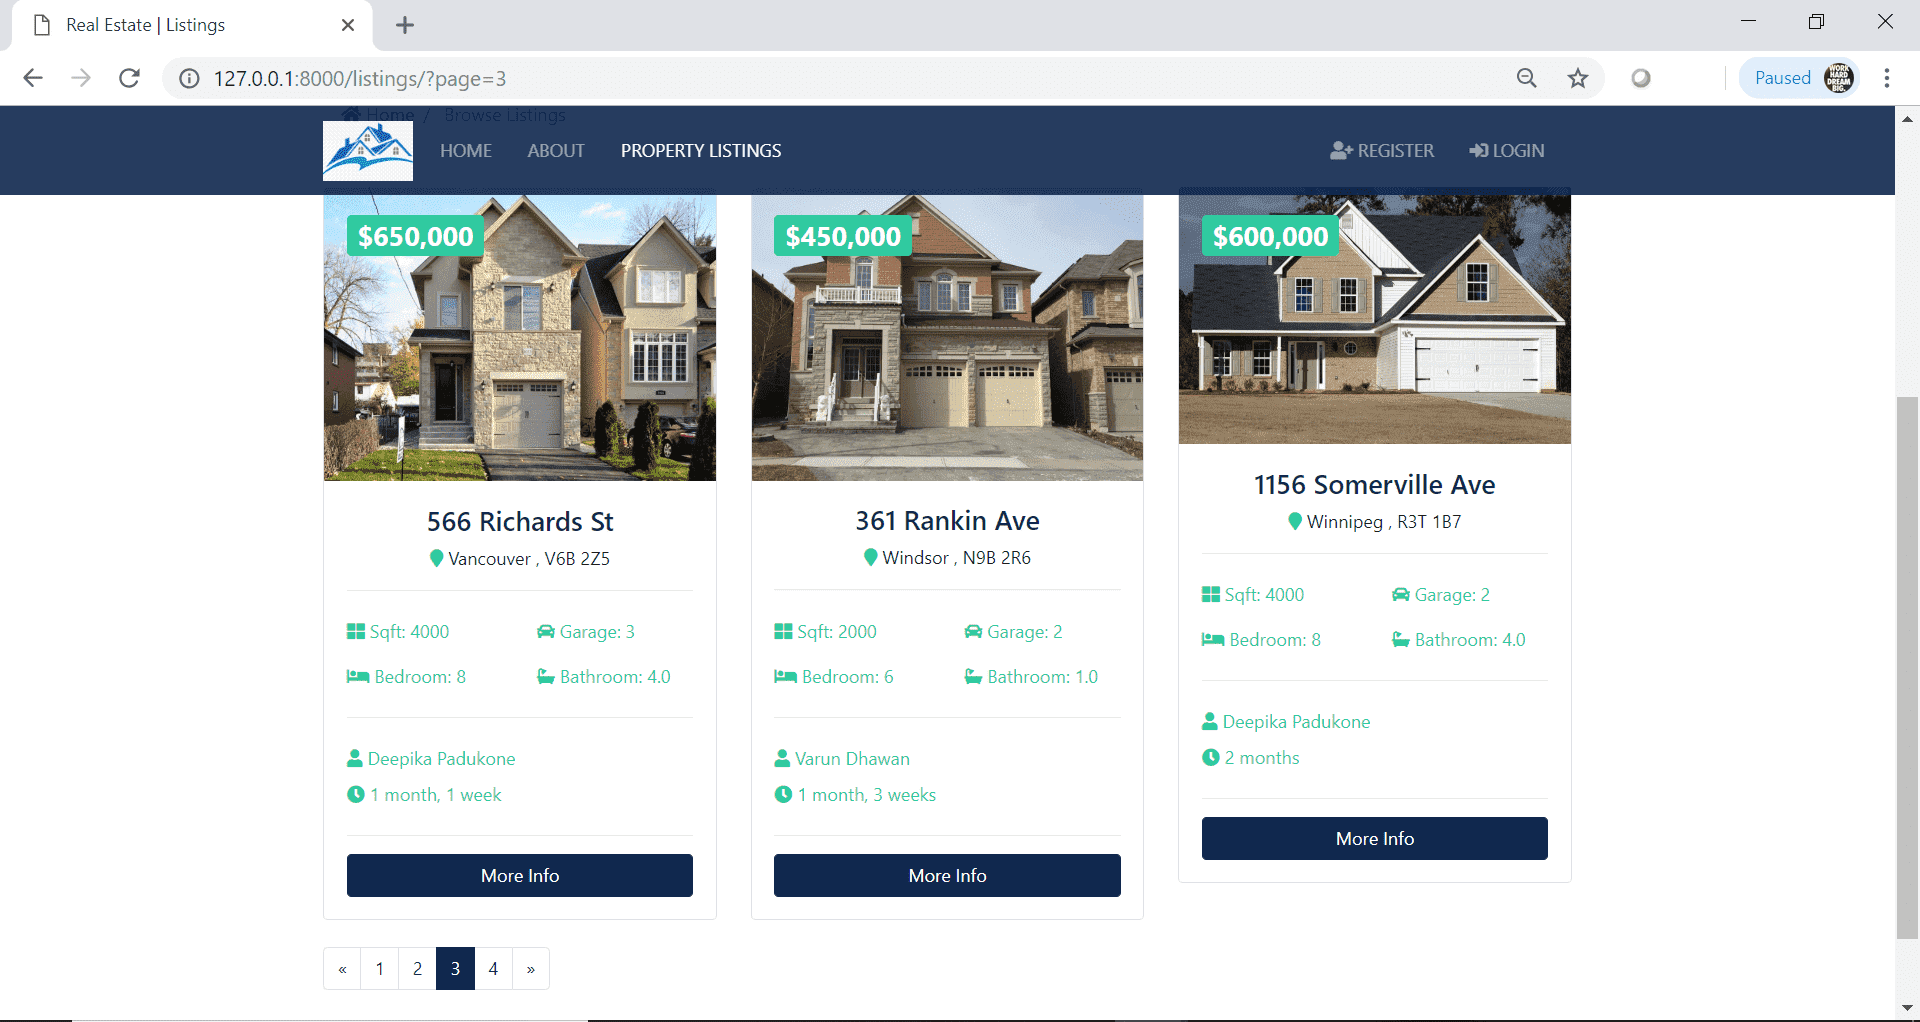 Real Estate | Listings
127.0.0.1:8000/listings/?page=3
Paused
WORK HARD DREAM BIG.
Home / Browse Listings
HOME ABOUT PROPERTY LISTINGS REGISTER LOGIN
$650,000
566 Richards St
Vancouver , V6B 2Z5
Sqft: 4000 Garage: 3
Bedroom: 8 Bathroom: 4.0
Deepika Padukone
1 month, 1 week
More Info
$450,000
361 Rankin Ave
Windsor , N9B 2R6
Sqft: 2000 Garage: 2
Bedroom: 6 Bathroom: 1.0
Varun Dhawan
1 month, 3 weeks
More Info
$600,000
1156 Somerville Ave
Winnipeg , R3T 1B7
Sqft: 4000 Garage: 2
Bedroom: 8 Bathroom: 4.0
Deepika Padukone
2 months
More Info
« 1 2 3 4 »